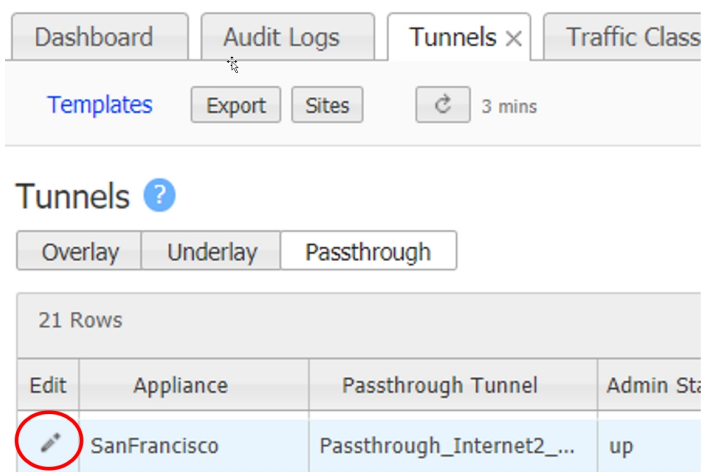 Dashboard Audit Logs Tunnels × Traffic Class
Templates Export Sites 3 mins
Tunnels ?
Overlay Underlay Passthrough
21 Rows
Edit Appliance Passthrough Tunnel Admin Sta
SanFrancisco Passthrough_Internet2_... up